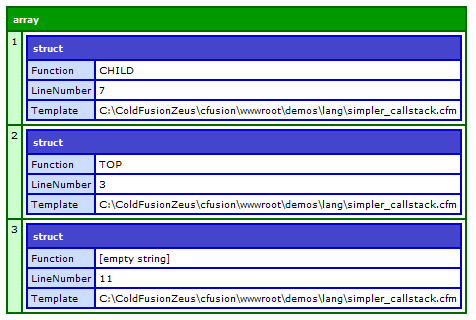 array
1
struct
Function CHILD
LineNumber 7
Template C:\ColdFusionZeus\cfusion\wwwroot\demos\lang\simpler_callstack.cfm
2
struct
Function TOP
LineNumber 3
Template C:\ColdFusionZeus\cfusion\wwwroot\demos\lang\simpler_callstack.cfm
3
struct
Function [empty string]
LineNumber 11
Template C:\ColdFusionZeus\cfusion\wwwroot\demos\lang\simpler_callstack.cfm